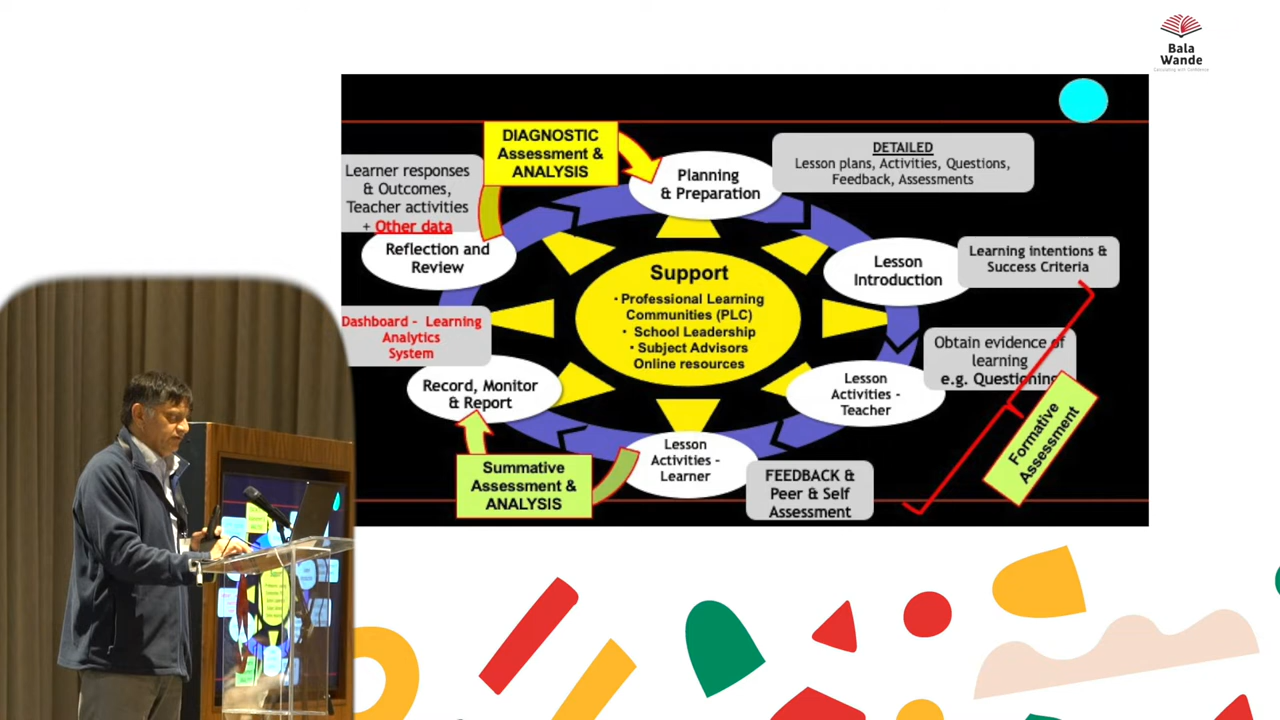 Bala
Wande
DIAGNOSTIC
Assessment &
ANALYSIS
Learner responses
& Outcomes,
Teacher activities
+ Other data
Planning
& Preparation
DETAILED
Lesson plans, Activities, Questions,
Feedback, Assessments
Reflection and
Review
Lesson
Introduction
Learning intentions &
Success Criteria
Support
• Professional Learning
Communities (PLC)
• School Leadership
• Subject Advisors
Online resources
Dashboard - Learning
Analytics
System
Obtain evidence of
learning
e.g. Questioning
Record, Monitor
& Report
Lesson
Activities -
Teacher
Formative
Assessment
Lesson
Activities -
Learner
Summative
Assessment &
ANALYSIS
FEEDBACK &
Peer & Self
Assessment